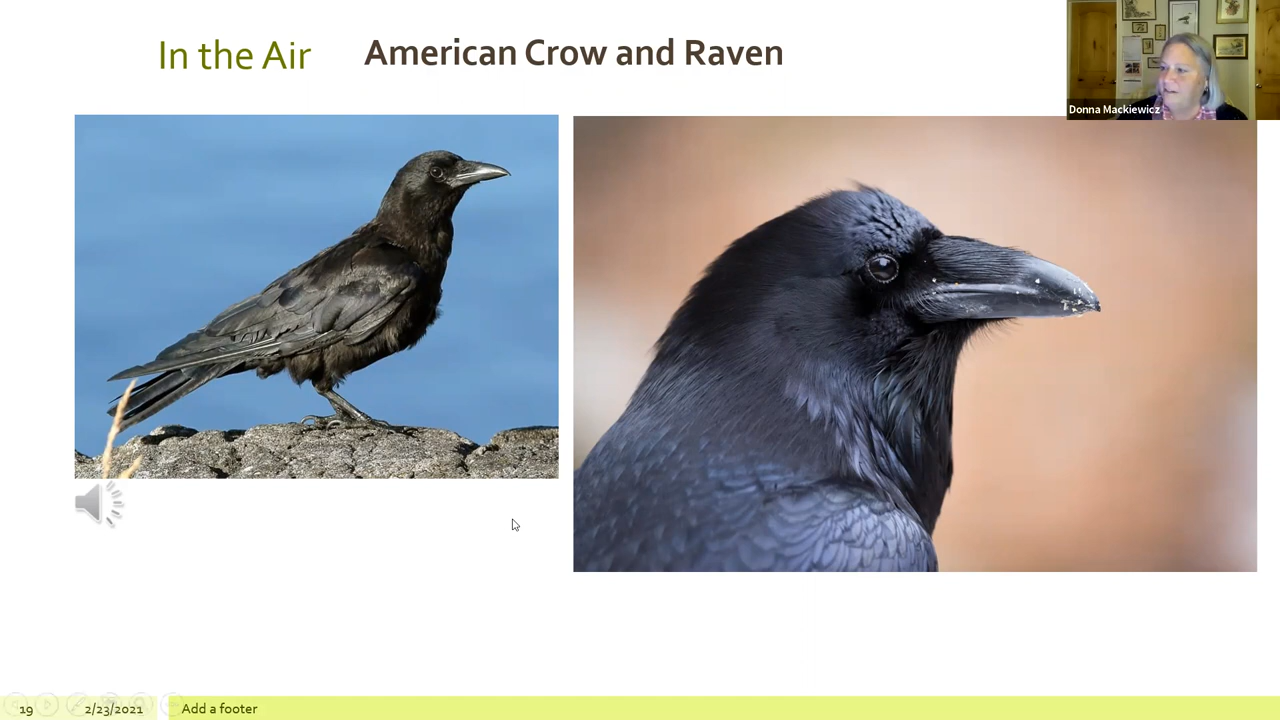 In the Air
American Crow and Raven
Donna Mackiewicz
19
2/23/2021
Add a footer